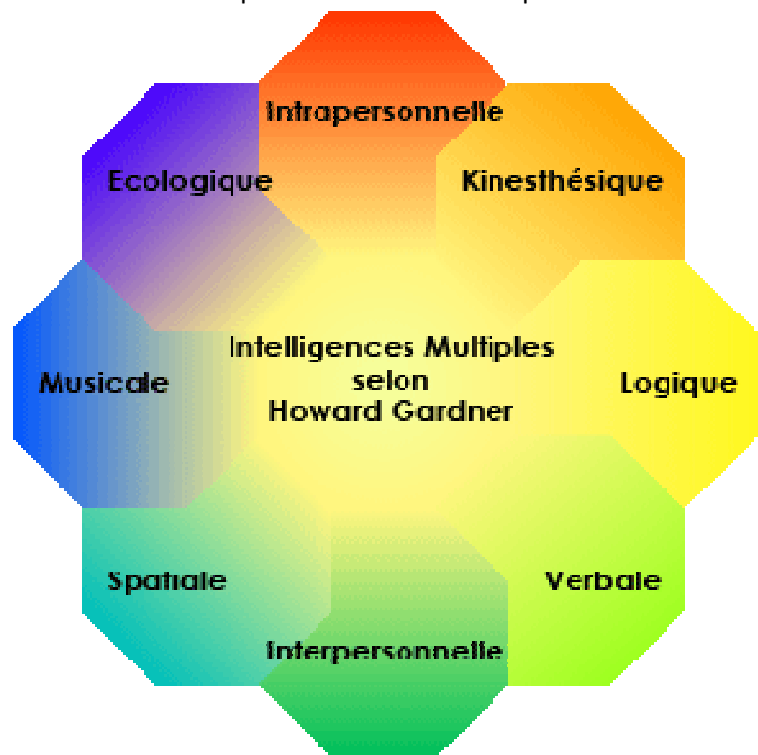 Intrapersonnelle
Ecologique
Kinesthésique
Intelligences Multiples
selon
Howard Gardner
Musicale
Logique
Spatiale
Verbale
Interpersonnelle